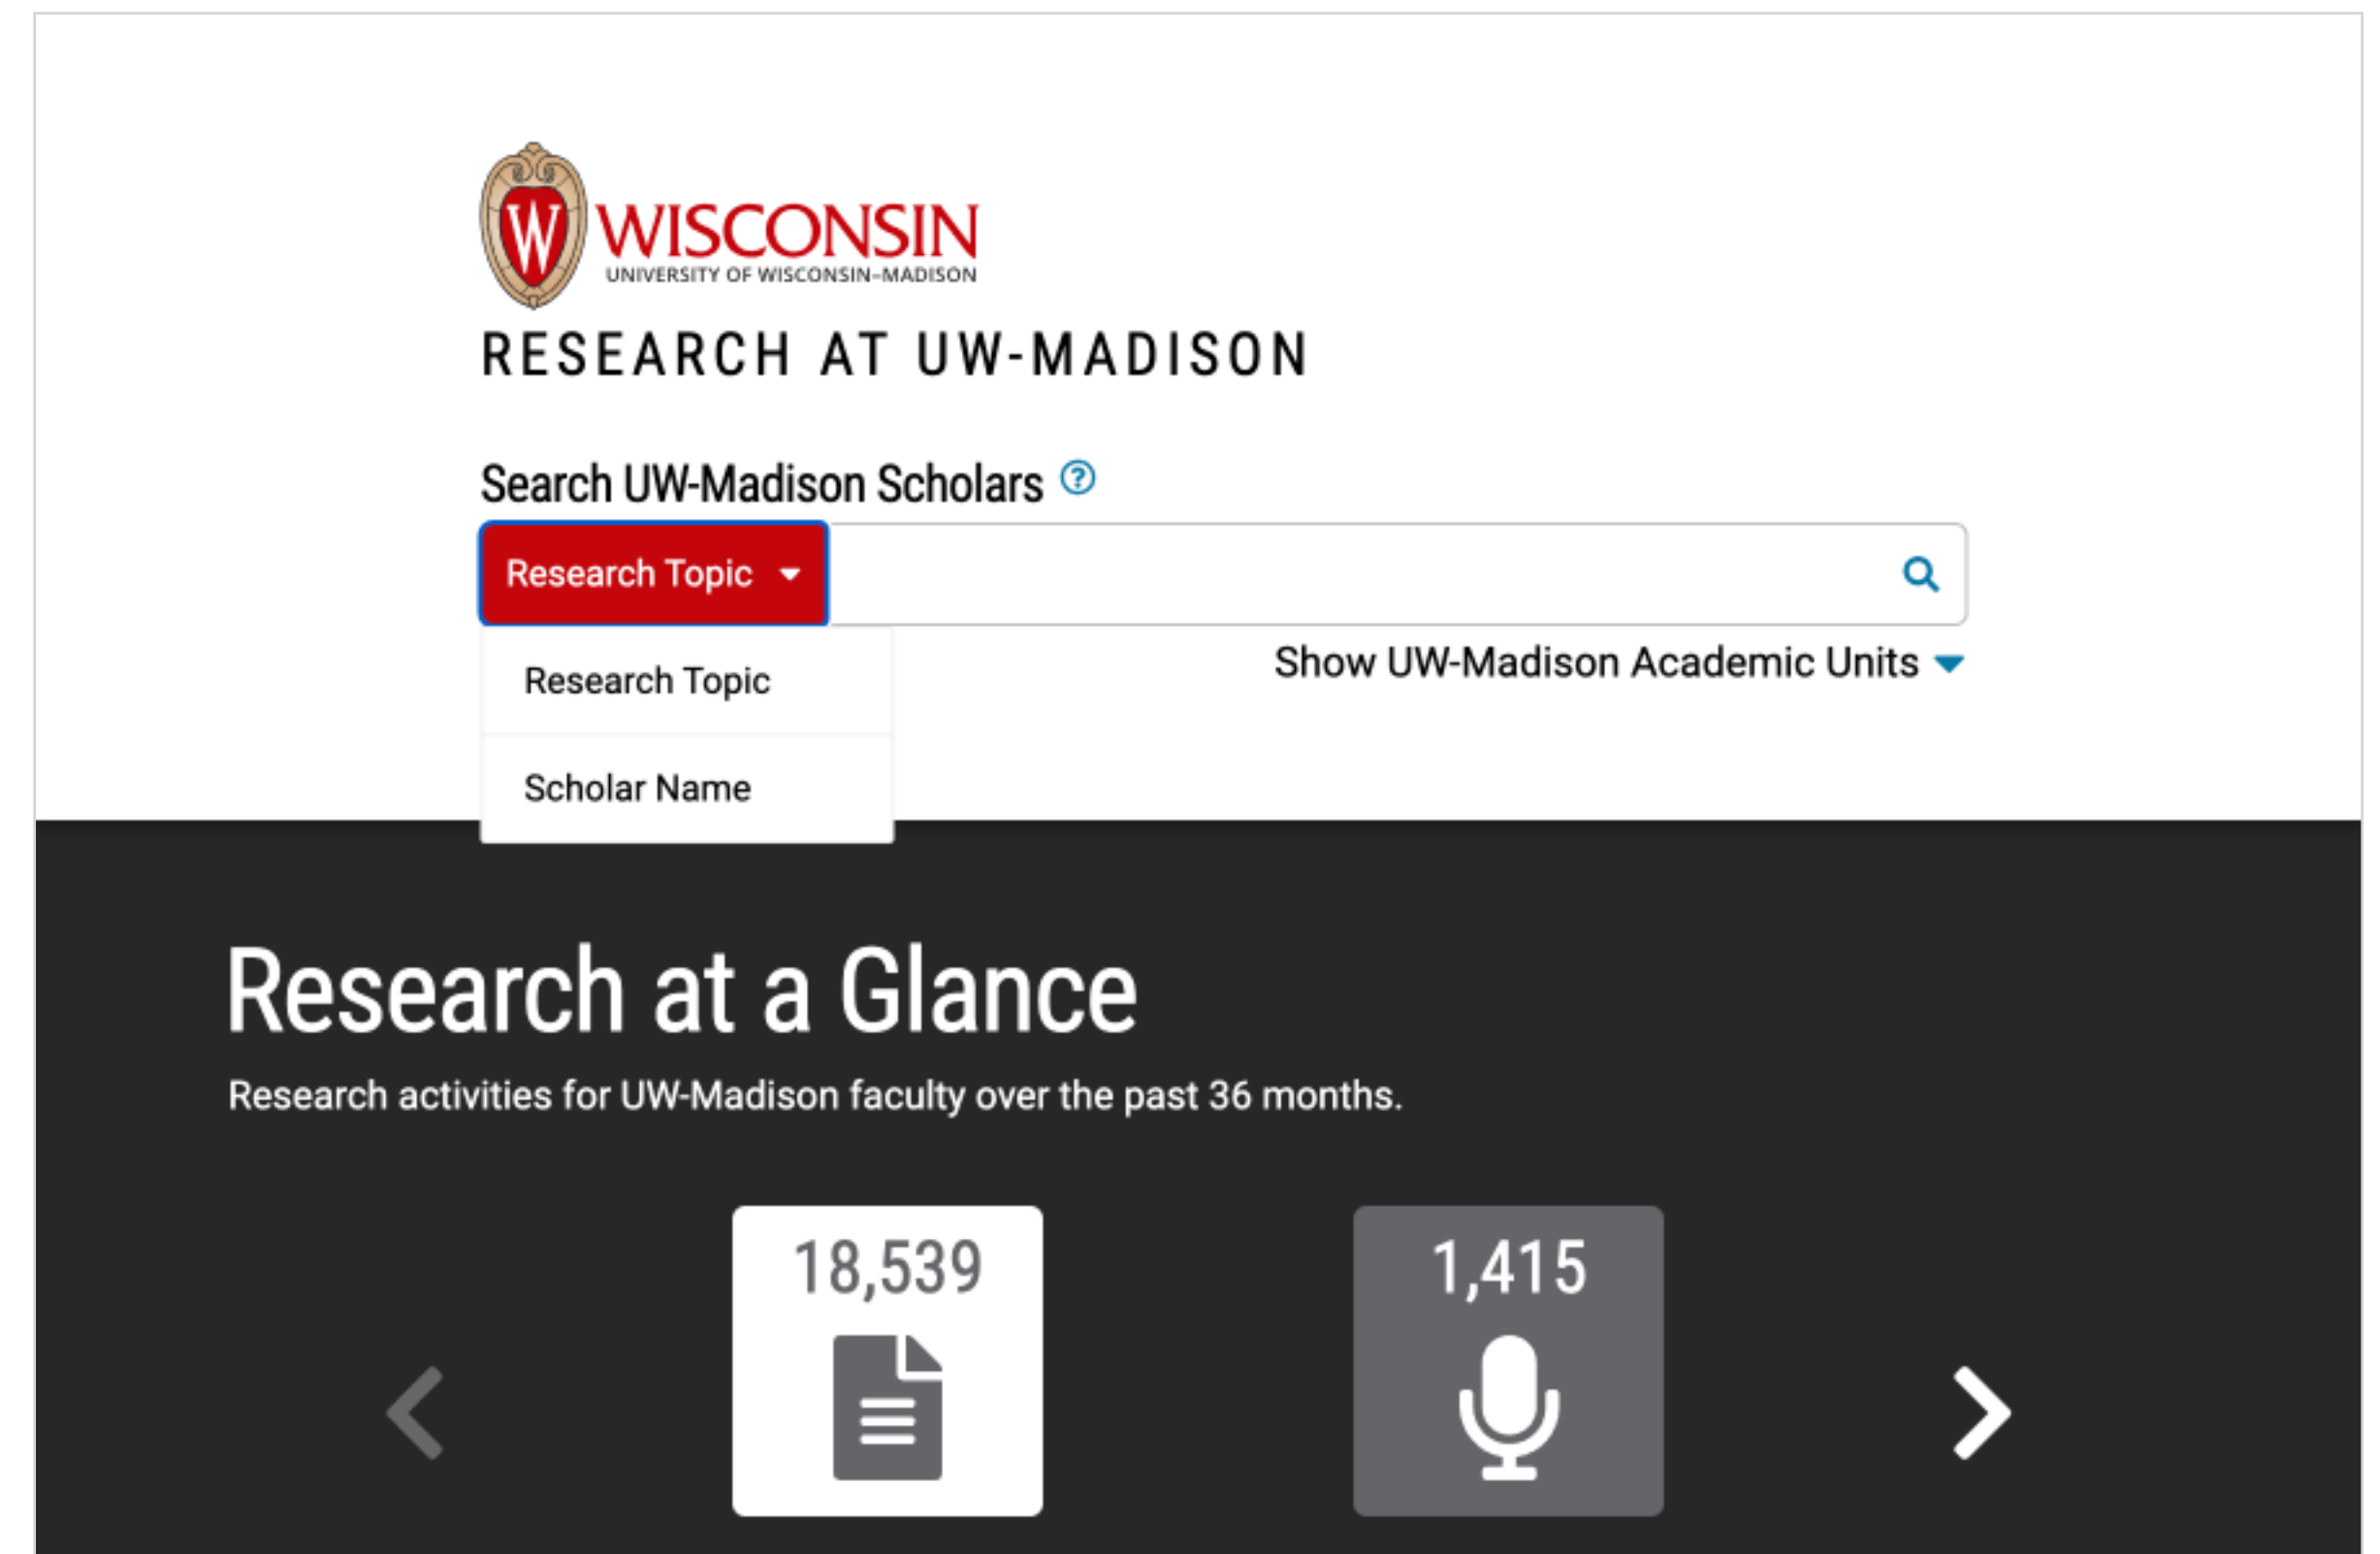 W WISCONSIN
UNIVERSITY OF WISCONSIN–MADISON
RESEARCH AT UW-MADISON
Search UW-Madison Scholars ?
Research Topic
Show UW-Madison Academic Units
Research Topic
Scholar Name
Research at a Glance
Research activities for UW-Madison faculty over the past 36 months.
18,539 1,415